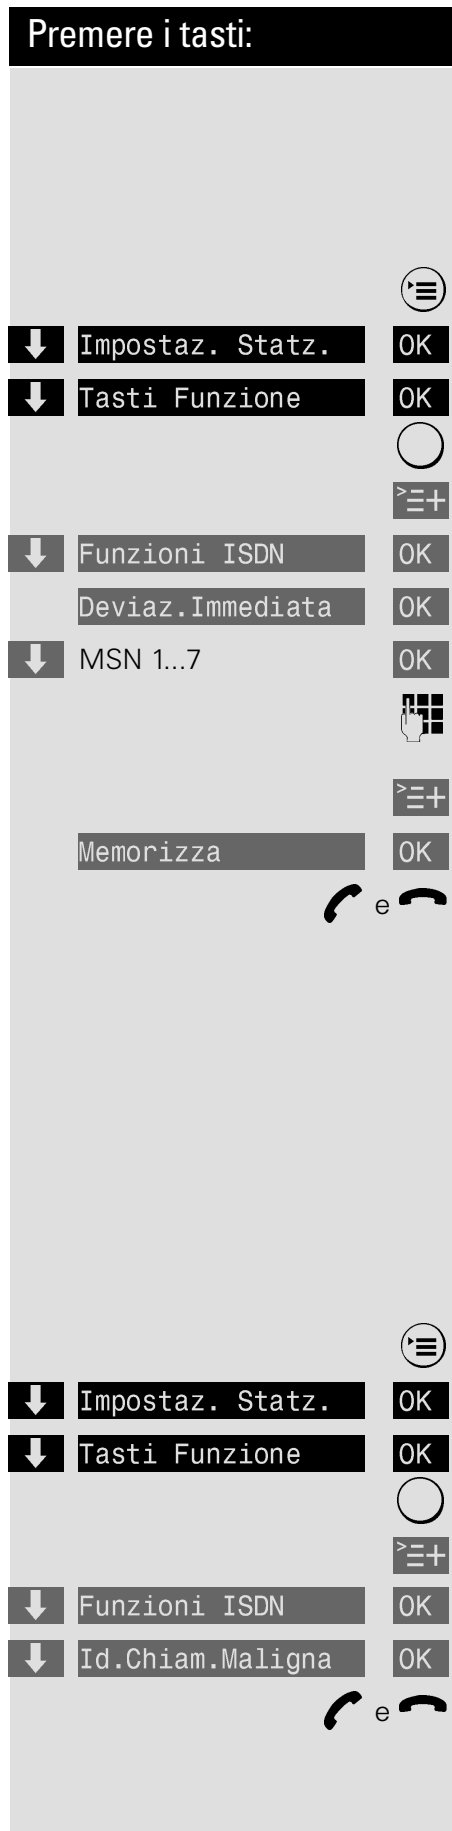 Premere i tasti:
Impostaz. Statz. OK
Tasti Funzione OK
>
Funzioni ISDN OK
Deviaz.Immediata OK
MSN 1...7 OK
>
Memorizza OK
e
Impostaz. Statz. OK
Tasti Funzione OK
>
Funzioni ISDN OK
Id.Chiam.Maligna OK
e